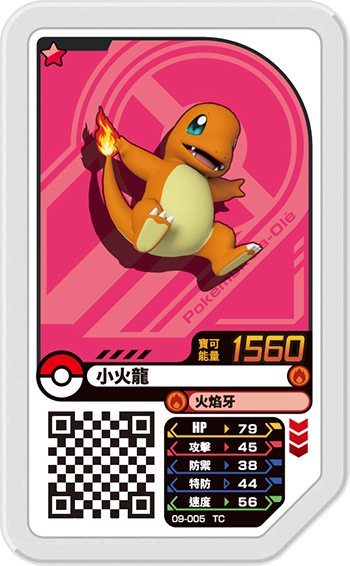 Pokémon Ga-Olé
寶可
能量 1560
小火龍
火焰牙
HP 79
攻擊 45
防禦 38
特防 44
速度 56
09-005 TC